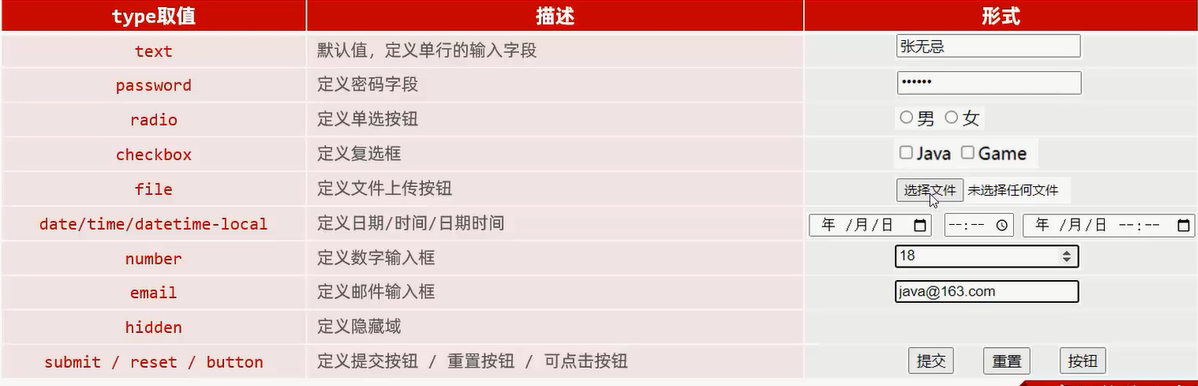 type取值 描述 形式
text 默认值，定义单行的输入字段 张无忌
password 定义密码字段 ••••••
radio 定义单选按钮 男 女
checkbox 定义复选框 Java Game
file 定义文件上传按钮 选择文件 未选择任何文件
date/time/datetime-local 定义日期/时间/日期时间 年 /月/日 --:-- 年 /月/日 --:--
number 定义数字输入框 18
email 定义邮件输入框 java@163.com
hidden 定义隐藏域
submit / reset / button 定义提交按钮 / 重置按钮 / 可点击按钮 提交 重置 按钮